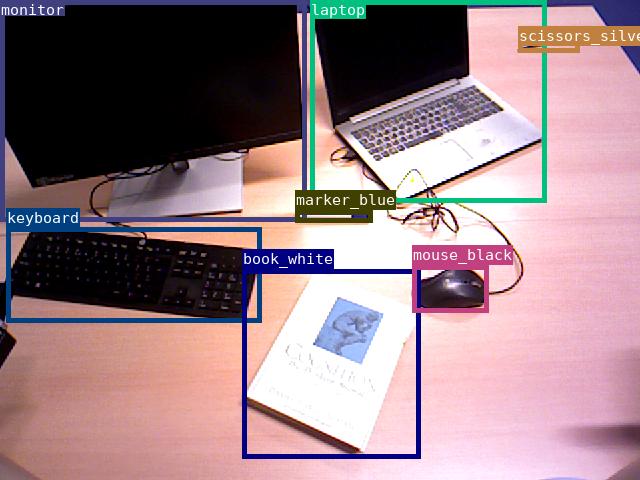 monitor
laptop
scissors_silve
marker_blue
keyboard
book_white
mouse_black
COGNITION